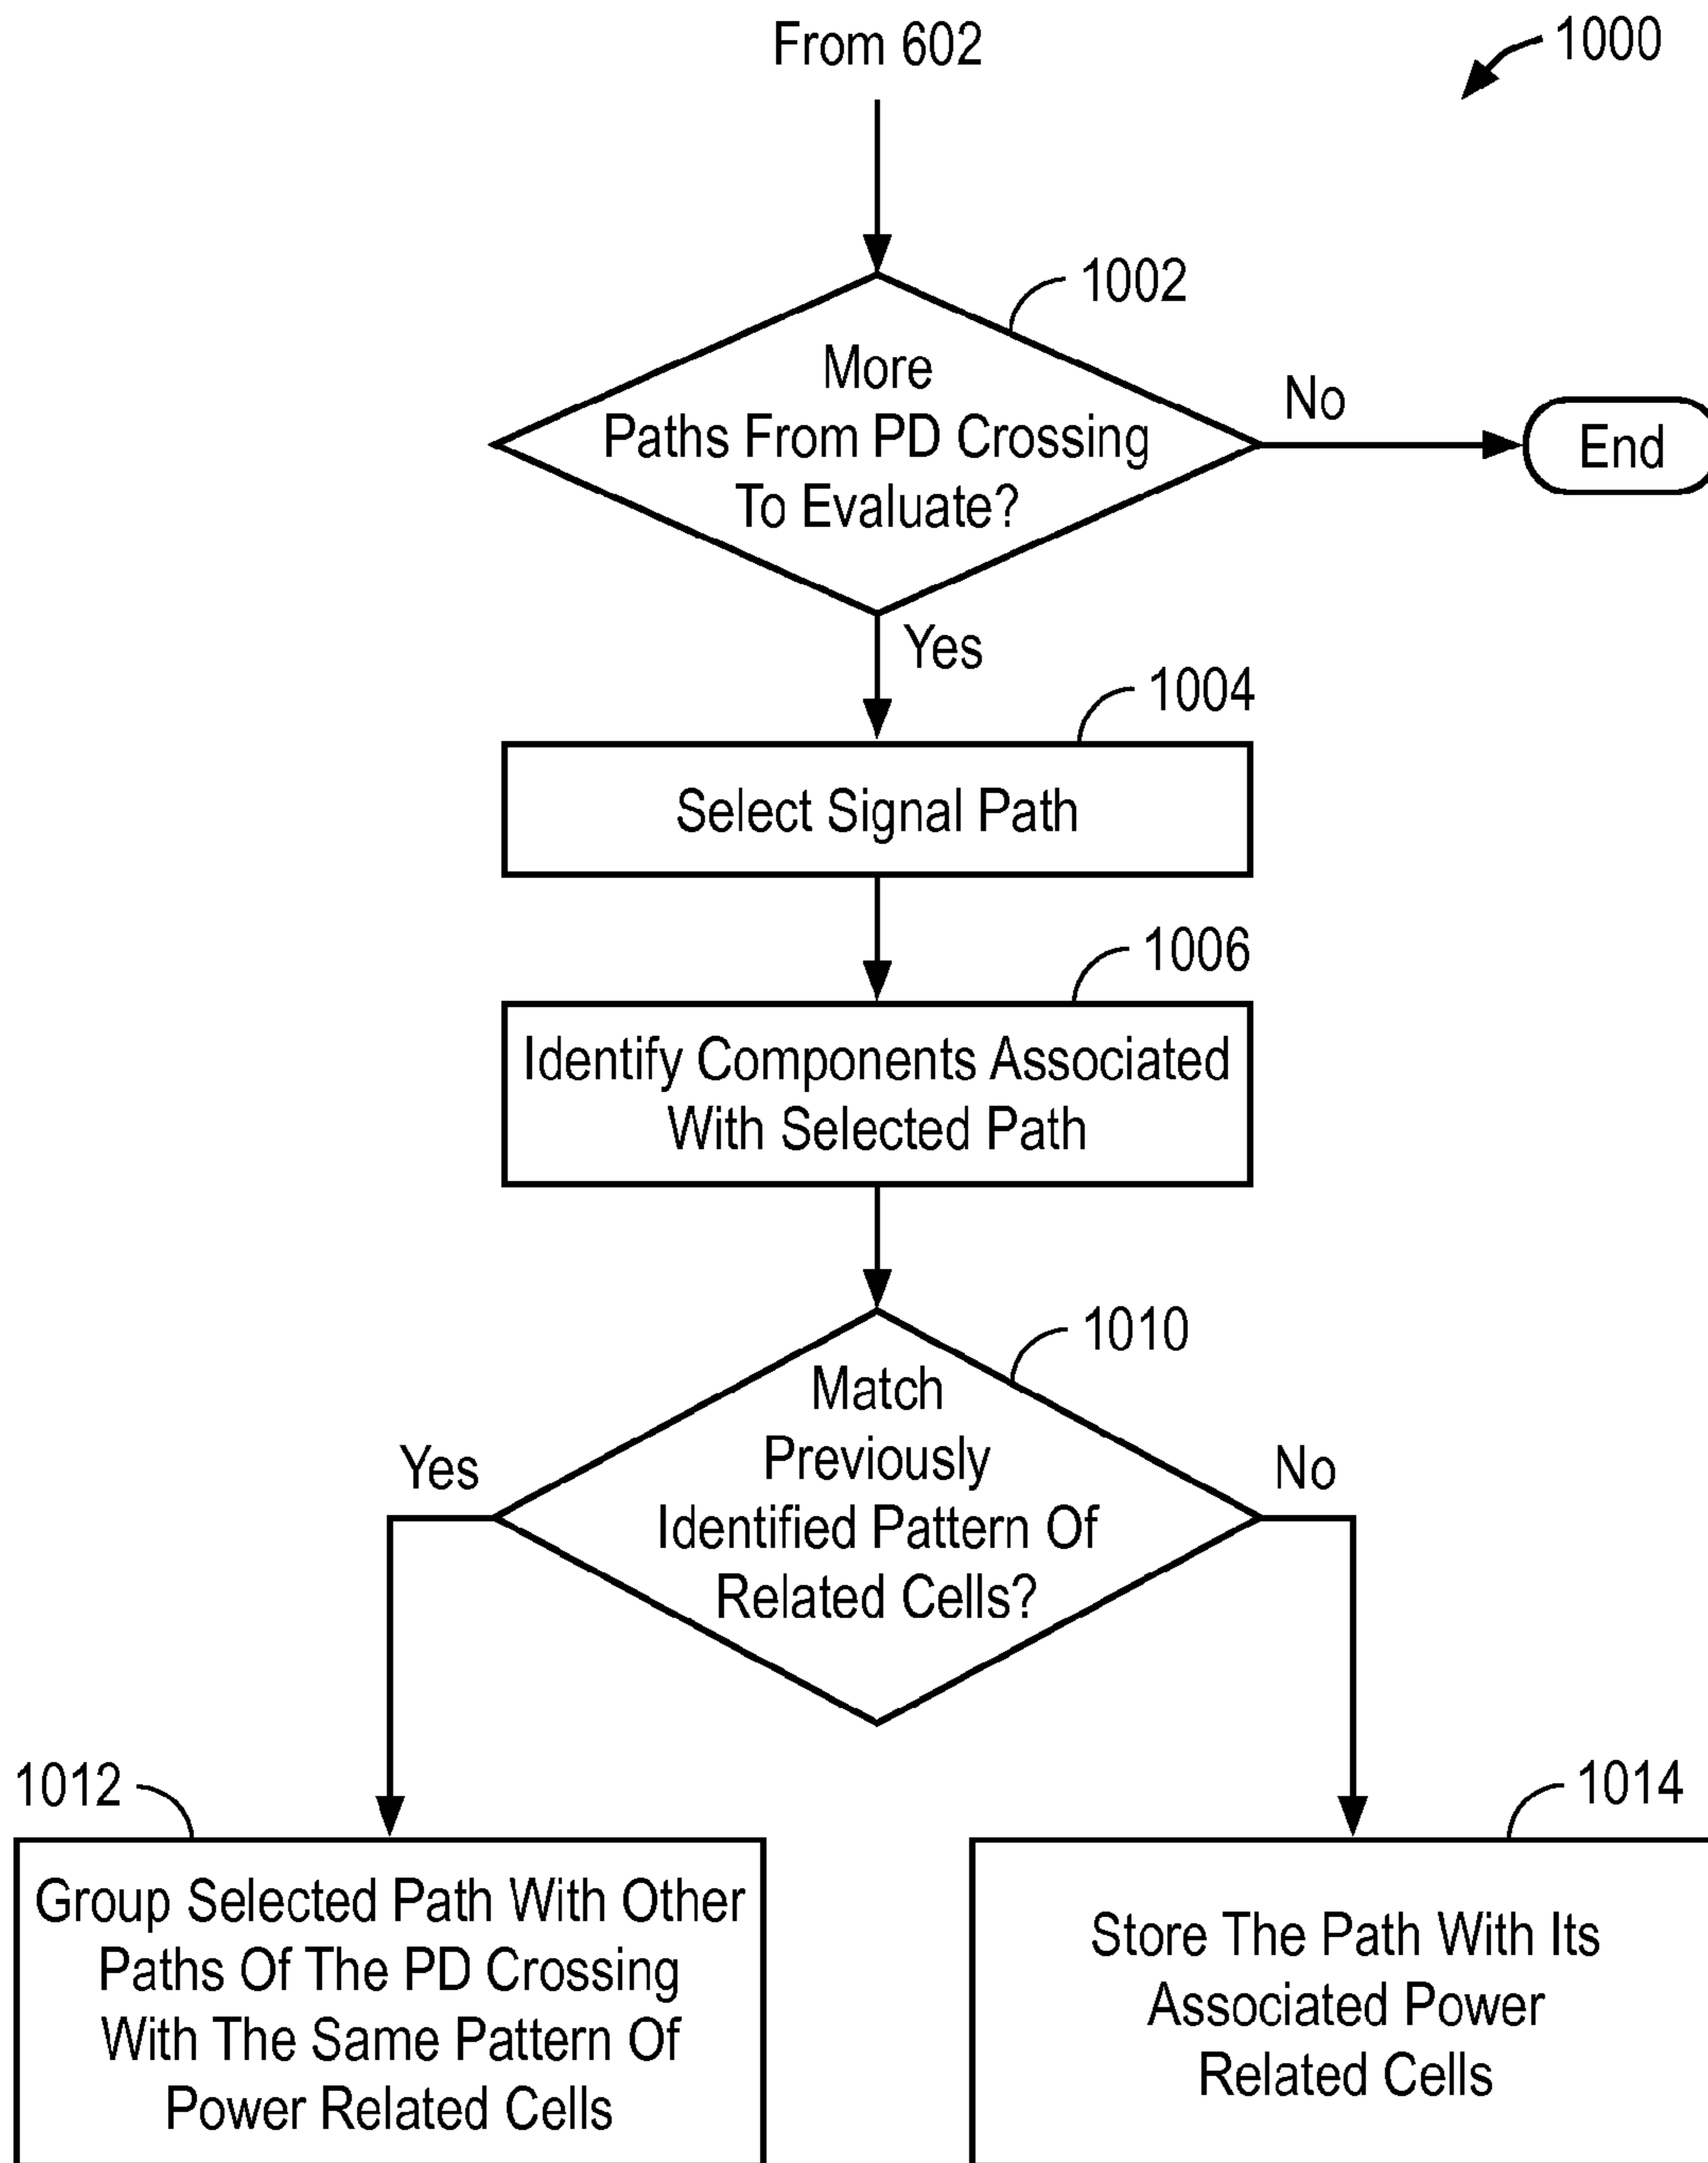 From 602
1000
1002
More
Paths From PD Crossing
To Evaluate?
No
End
Yes
1004
Select Signal Path
1006
Identify Components Associated
With Selected Path
1010
Match
Previously
Identified Pattern Of
Related Cells?
Yes
No
1012
Group Selected Path With Other
Paths Of The PD Crossing
With The Same Pattern Of
Power Related Cells
1014
Store The Path With Its
Associated Power
Related Cells